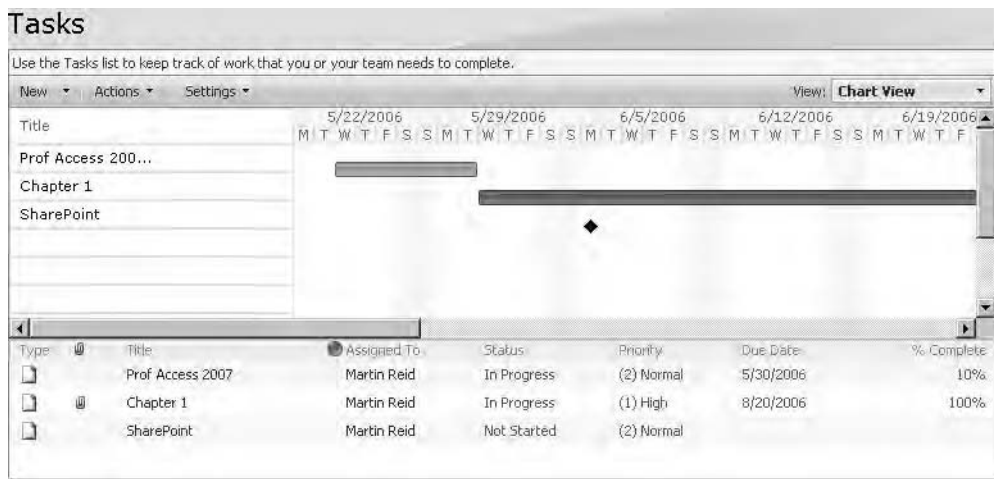 Tasks
Use the Tasks list to keep track of work that you or your team needs to complete.
New Actions Settings View: Chart View
Title 5/22/2006 5/29/2006 6/5/2006 6/12/2006 6/19/2006
M T W T F S S M T W T F S S M T W T F S S M T W T F S S M T W T F
Prof Access 200...
Chapter 1
SharePoint
Type Title Assigned To Status Priority Due Date % Complete
Prof Access 2007 Martin Reid In Progress (2) Normal 5/30/2006 10%
Chapter 1 Martin Reid In Progress (1) High 8/20/2006 100%
SharePoint Martin Reid Not Started (2) Normal